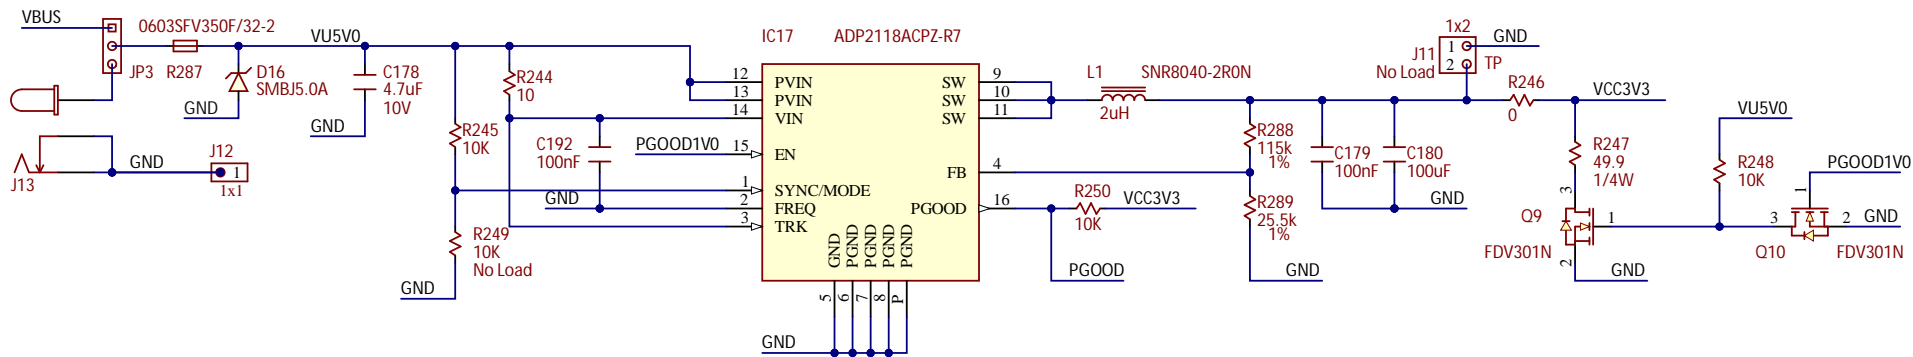 VBUS
0603SFV350F/32-2
JP3
R287
VU5V0
D16
SMBJ5.0A
GND
C178
4.7uF
10V
GND
J13
GND
J12
1
1x1
R244
10
R245
10K
C192
100nF
PGOOD1V0
GND
R249
10K
No Load
GND
IC17
ADP2118ACPZ-R7
12
PVIN
13
PVIN
14
VIN
15
EN
1
SYNC/MODE
2
FREQ
3
TRK
SW
9
SW
10
SW
11
FB
4
PGOOD
16
GND
PGND
PGND
PGND
PGND
5
6
7
8
P
GND
L1
SNR8040-2R0N
2uH
R250
10K
VCC3V3
PGOOD
R288
115k
1%
R289
25.5k
1%
GND
C179
100nF
C180
100uF
GND
1x2
J11
1
2
No Load
TP
GND
R246
0
VCC3V3
R247
49.9
1/4W
Q9
3
1
2
FDV301N
GND
VU5V0
R248
10K
PGOOD1V0
1
3
2
GND
Q10
FDV301N